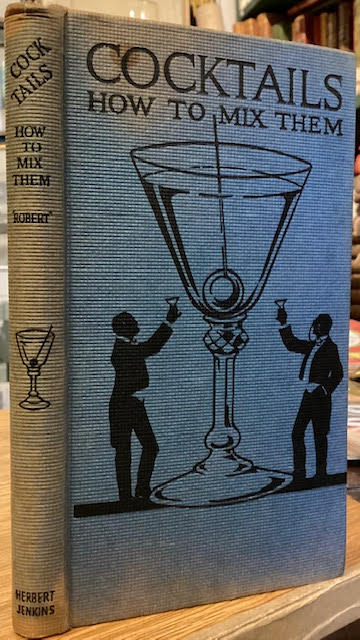 COCK
TAILS
HOW
TO
MIX
THEM
"ROBERT"
HERBERT
JENKINS
COCKTAILS
HOW TO MIX THEM